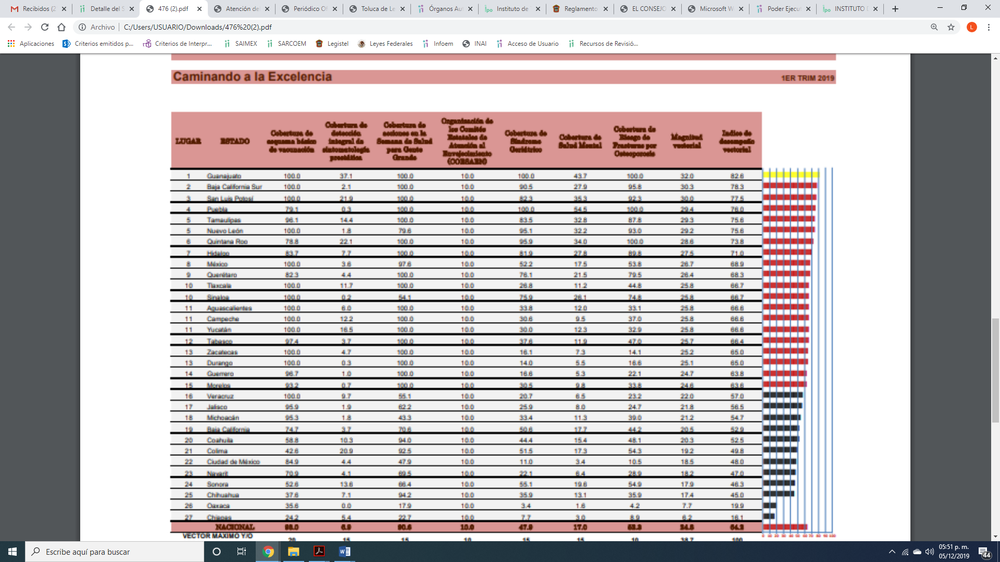 Recibidos (2
Detalle del S
476 (2).pdf
Atención de
Periódico Of
Toluca de Le
Órganos Aut
Instituto de
Reglamento
EL CONSEJO
Microsoft W
Poder Ejecut
INSTITUTO D
Archivo
C:/Users/USUARIO/Downloads/476%20(2).pdf
L
Aplicaciones
Criterios emitidos p...
Criterios de Interpr...
SAIMEX
SARCOEM
Legistel
Leyes Federales
Infoem
INAI
Acceso de Usuario
Recursos de Revisió...
Caminando a la Excelencia
1ER TRIM 2019
LUGAR ESTADO Cobertura de esquema básico de vacunación Cobertura de detección integral de sintomatología prostática Cobertura de acciones en la Semana de Salud para Gente Grande Organización de los Comités Estatales de Atención al Envejecimiento (COESAEN) Cobertura de Síndrome Geriátrico Cobertura de Salud Mental Cobertura de Riesgo de Fracturas por Osteoporosis Magnitud vectorial Indice de desempeño vectorial
1 Guanajuato 100.0 37.1 100.0 10.0 100.0 43.7 100.0 32.0 82.6
2 Baja California Sur 100.0 2.1 100.0 10.0 90.5 27.9 95.8 30.3 78.3
3 San Luis Potosí 100.0 21.9 100.0 10.0 82.3 35.3 92.3 30.0 77.5
4 Puebla 79.1 0.3 100.0 10.0 100.0 54.5 100.0 29.4 76.0
5 Tamaulipas 96.1 14.4 100.0 10.0 83.5 32.8 87.8 29.3 75.6
5 Nuevo León 100.0 1.8 79.6 10.0 95.1 32.2 93.0 29.2 75.6
6 Quintana Roo 78.8 22.1 100.0 10.0 95.9 34.0 100.0 28.6 73.8
7 Hidalgo 83.7 7.7 100.0 10.0 81.9 27.8 89.8 27.5 71.0
8 México 100.0 3.6 97.6 10.0 52.2 17.5 53.8 26.7 68.9
9 Querétaro 82.3 4.4 100.0 10.0 76.1 21.5 79.5 26.4 68.3
10 Tlaxcala 100.0 11.7 100.0 10.0 26.8 11.2 44.8 25.8 66.7
10 Sinaloa 100.0 0.2 54.1 10.0 75.9 26.1 74.8 25.8 66.7
11 Aguascalientes 100.0 6.0 100.0 10.0 33.8 12.0 33.1 25.8 66.6
11 Campeche 100.0 12.2 100.0 10.0 30.6 9.5 37.0 25.8 66.6
11 Yucatán 100.0 16.5 100.0 10.0 30.0 12.3 32.9 25.8 66.6
12 Tabasco 97.4 3.7 100.0 10.0 37.6 11.9 47.0 25.7 66.4
13 Zacatecas 100.0 4.7 100.0 10.0 16.1 7.3 14.1 25.2 65.0
13 Durango 100.0 0.3 100.0 10.0 14.0 5.5 16.6 25.1 65.0
14 Guerrero 96.7 1.0 100.0 10.0 16.6 5.3 22.1 24.7 63.8
15 Morelos 93.2 0.7 100.0 10.0 30.5 9.8 33.8 24.6 63.6
16 Veracruz 100.0 9.7 55.1 10.0 20.7 6.5 23.2 22.0 57.0
17 Jalisco 95.9 1.9 62.2 10.0 25.9 8.0 24.7 21.8 56.5
18 Michoacán 95.3 1.8 43.3 10.0 33.4 11.3 39.0 21.2 54.7
19 Baja California 74.7 3.7 70.6 10.0 50.6 17.7 44.2 20.5 52.9
20 Coahuila 58.8 10.3 94.0 10.0 44.4 15.4 48.1 20.3 52.5
21 Colima 42.6 20.9 92.5 10.0 51.5 17.3 54.3 19.2 49.8
22 Ciudad de México 84.9 4.4 47.9 10.0 11.0 3.4 10.5 18.5 48.0
23 Nayarit 70.9 4.1 69.5 10.0 22.1 6.4 28.9 18.2 47.0
24 Sonora 52.6 13.6 66.4 10.0 55.1 19.6 54.9 17.9 46.3
25 Chihuahua 37.6 7.1 94.2 10.0 35.9 13.1 35.9 17.4 45.0
26 Oaxaca 35.6 0.0 17.9 10.0 3.4 1.6 4.2 7.7 19.9
27 Chiapas 24.2 5.4 22.7 10.0 7.7 3.0 8.9 6.2 16.1
NACIONAL 6.9 90.6 10.0 47.9 17.0
VECTOR MAXIMO Y/O
20 15 15 10 15 15 10 38.7 100
Escribe aquí para buscar
05:51 p. m.
05/12/2019
44